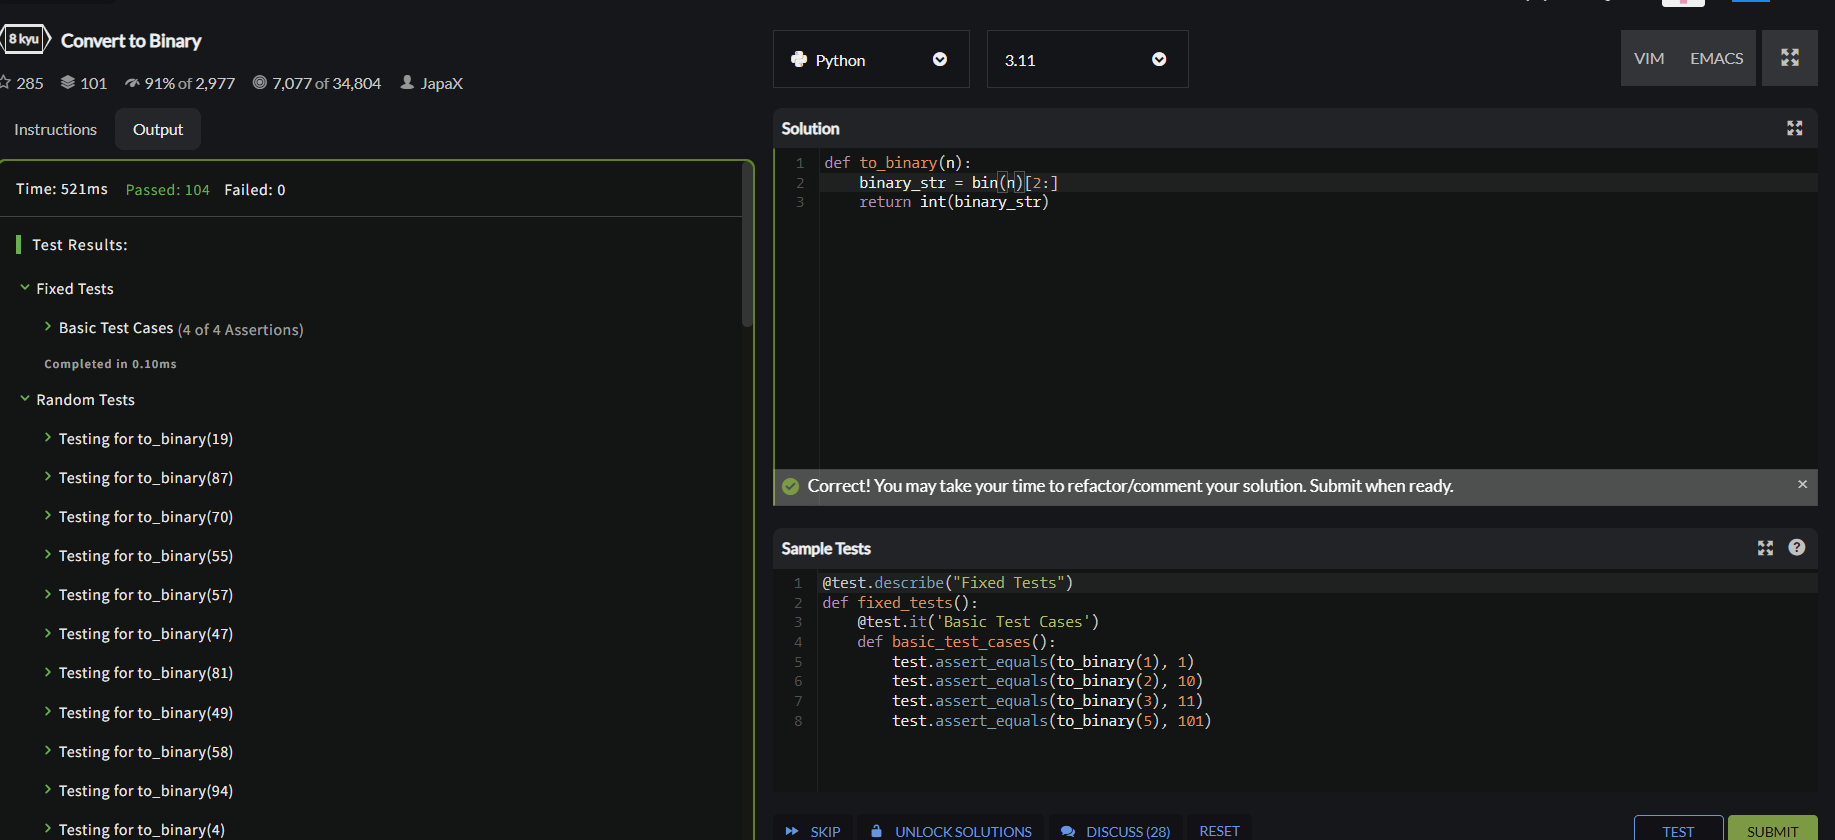 8 kyu
Convert to Binary
285 101 91% of 2,977 7,077 of 34,804 JapaX
Instructions Output
Time: 521ms Passed: 104 Failed: 0
Test Results:
Fixed Tests
Basic Test Cases (4 of 4 Assertions)
Completed in 0.10ms
Random Tests
Testing for to_binary(19)
Testing for to_binary(87)
Testing for to_binary(70)
Testing for to_binary(55)
Testing for to_binary(57)
Testing for to_binary(47)
Testing for to_binary(81)
Testing for to_binary(49)
Testing for to_binary(58)
Testing for to_binary(94)
Testing for to_binary(4)
Python 3.11 VIM EMACS
Solution
1 def to_binary(n):
2 binary_str = bin(n)[2:]
3 return int(binary_str)
Correct! You may take your time to refactor/comment your solution. Submit when ready. ×
Sample Tests ?
1 @test.describe("Fixed Tests")
2 def fixed_tests():
3 @test.it('Basic Test Cases')
4 def basic_test_cases():
5 test.assert_equals(to_binary(1), 1)
6 test.assert_equals(to_binary(2), 10)
7 test.assert_equals(to_binary(3), 11)
8 test.assert_equals(to_binary(5), 101)
SKIP UNLOCK SOLUTIONS DISCUSS (28) RESET TEST SUBMIT